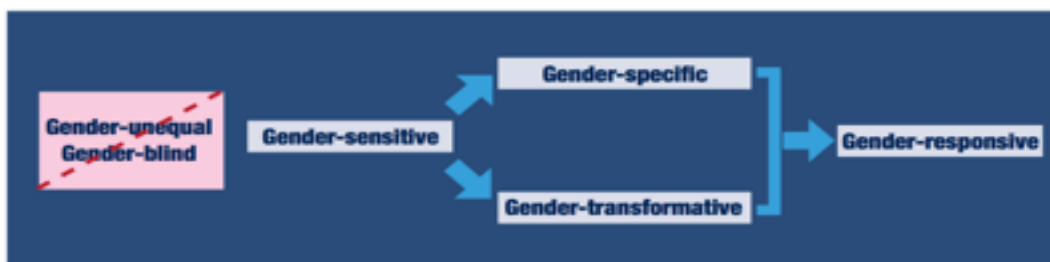 Gender-unequal
Gender-blind
Gender-sensitive
Gender-specific
Gender-transformative
Gender-responsive